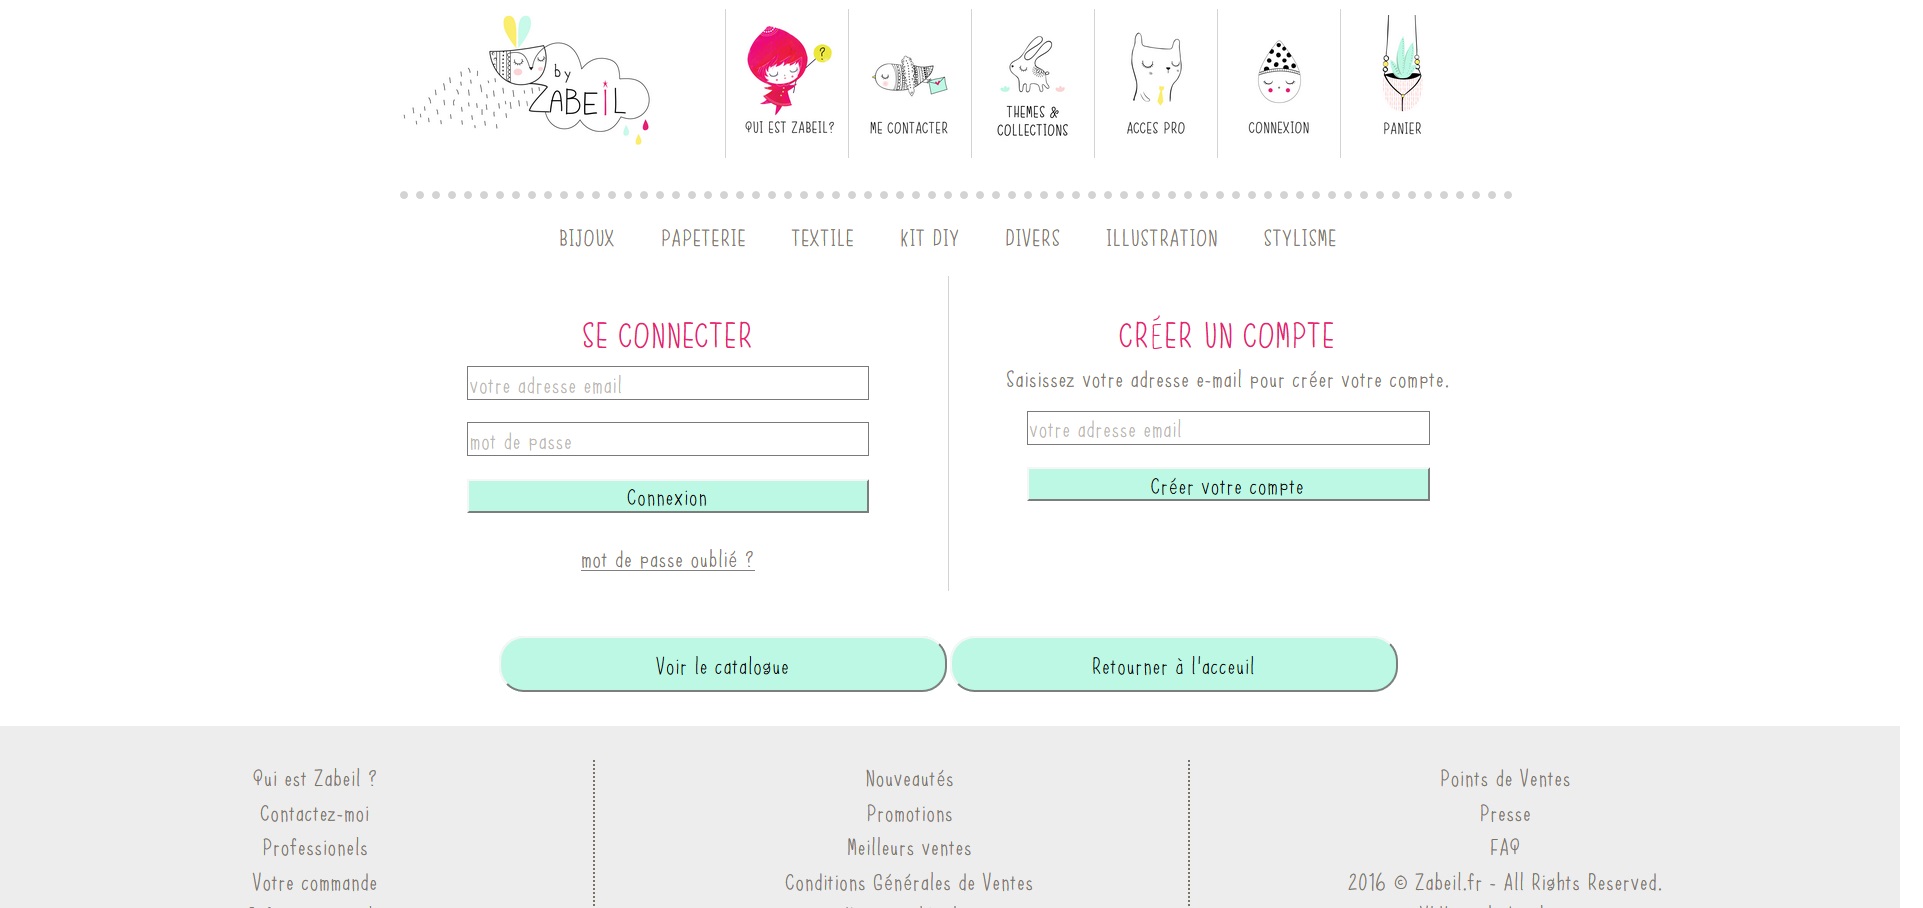 by
ZABEIL
?
QUI EST ZABEIL?
ME CONTACTER
THEMES &
COLLECTIONS
ACCES PRO
CONNEXION
PANIER
BIJOUX PAPETERIE TEXTILE KIT DIY DIVERS ILLUSTRATION STYLISME
SE CONNECTER
votre adresse email
mot de passe
Connexion
mot de passe oublié ?
CRÉER UN COMPTE
Saisissez votre adresse e-mail pour créer votre compte.
votre adresse email
Créer votre compte
Voir le catalogue
Retourner à l'acceuil
Qui est Zabeil ?
Contactez-moi
Professionels
Votre commande
Nouveautés
Promotions
Meilleurs ventes
Conditions Générales de Ventes
Points de Ventes
Presse
FAQ
2016 © Zabeil.fr - All Rights Reserved.